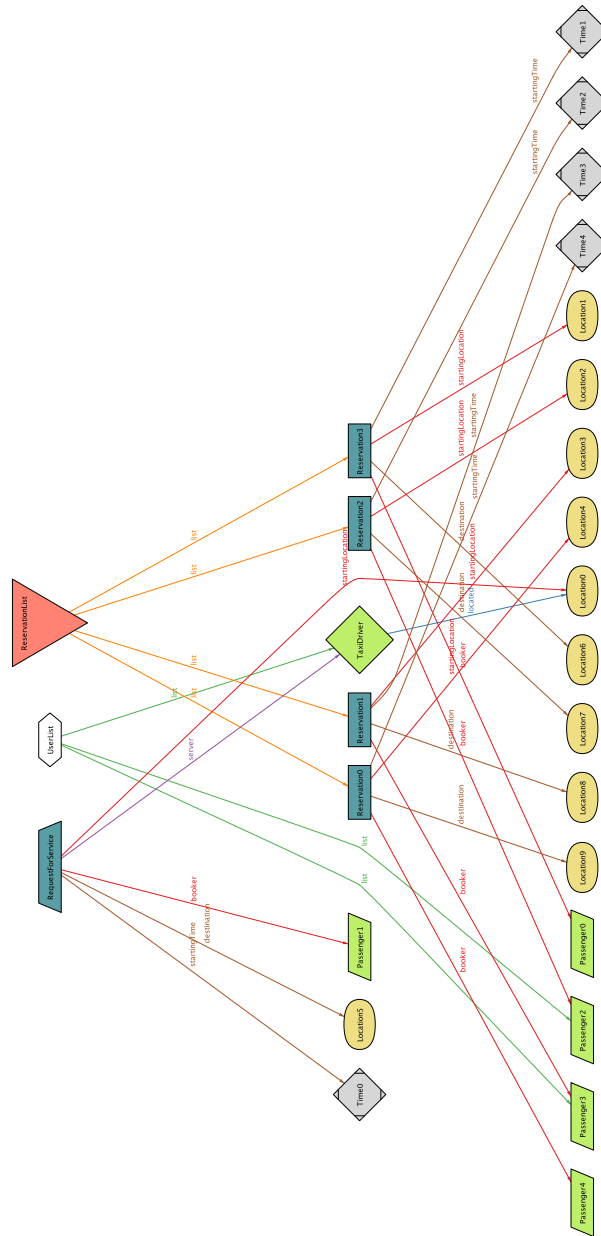 ReservationList
UserList
RequestForService
list
list
list
list
list
server
booker
startingTime
destination
list
list
startingLocation
Reservation3
Reservation2
TaxiDriver
Reservation1
Reservation0
Passenger1
Location5
Time0
startingTime
startingTime
startingLocation
startingTime
startingLocation
startingTime
destination
startingLocation
destination
located
startingLocation
booker
destination
booker
destination
booker
booker
Time1
Time2
Time3
Time4
Location1
Location2
Location3
Location4
Location0
Location6
Location7
Location8
Location9
Passenger0
Passenger2
Passenger3
Passenger4